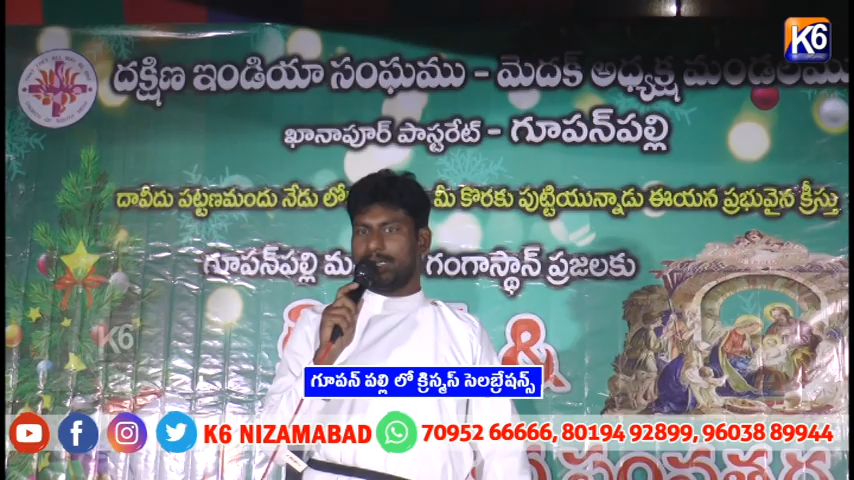 K6
దక్షిణ ఇండియా సంఘము - మెదక్ అధ్యక్ష మండలము
ఖానాపూర్ పాస్టరేట్ - గూపన్‌పల్లి
దావీదు పట్టణమందు నేడు మీ కొరకు పుట్టియున్నాడు ఈయన ప్రభువైన క్రీస్తు
గూపన్‌పల్లి గంగాస్థాన్ ప్రజలకు
&
K6
గూపన్ పల్లి లో క్రిస్మస్ సెలబ్రేషన్స్
K6 NIZAMABAD 70952 66666, 80194 92899, 96038 89944